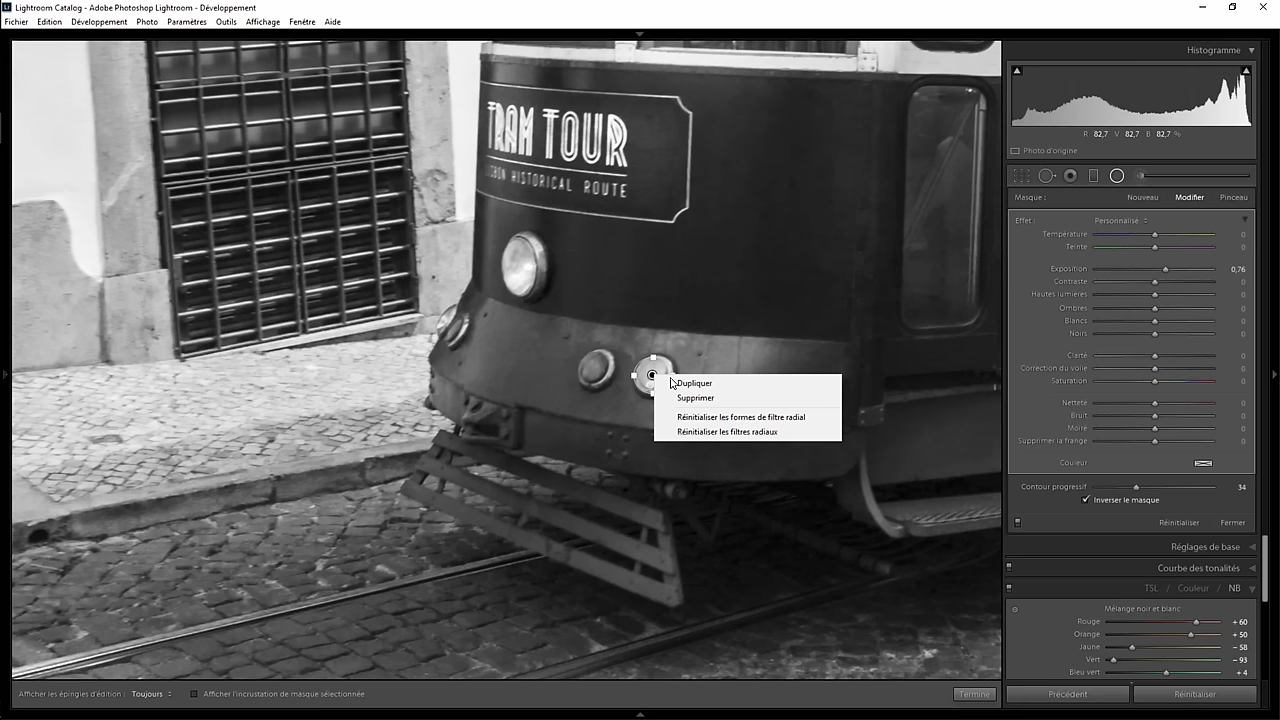 Lr Lightroom Catalog - Adobe Photoshop Lightroom - Développement
Fichier Edition Développement Photo Paramètres Outils Affichage Fenêtre Aide
Histogramme
R 82,7 V 82,7 B 82,7 %
Photo d'origine
Masque : Nouveau Modifier Pinceau
Effet : Personnalisé
Température 0
Teinte 0
Exposition 0,76
Contraste 0
Hautes lumières 0
Ombres 0
Blancs 0
Noirs 0
Clarté 0
Correction du voile 0
Saturation 0
Netteté 0
Bruit 0
Moiré 0
Supprimer la frange 0
Couleur
Contour progressif 34
Inverser le masque
Réinitialiser Fermer
Réglages de base
Courbe des tonalités
TSL / Couleur / NB
Mélange noir et blanc
Rouge + 60
Orange + 50
Jaune - 58
Vert - 93
Bleu vert + 4
Précédent Réinitialiser
TRAM TOUR
HISTORICAL ROUTE
Dupliquer
Supprimer
Réinitialiser les formes de filtre radial
Réinitialiser les filtres radiaux
Afficher les épingles d'édition : Toujours Afficher l'incrustation de masque sélectionnée Terminé